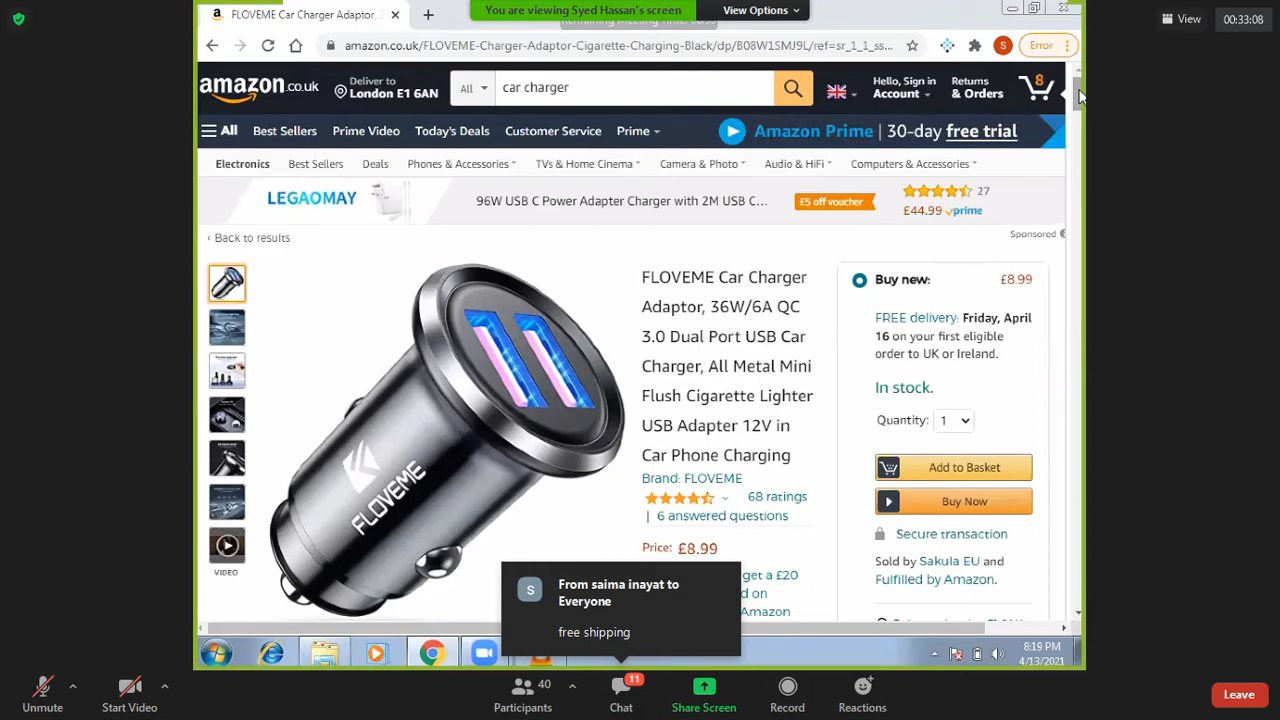 You are viewing Syed Hassan's screen
View Options
View
00:33:08
FLOVEME Car Charger Adaptor,
amazon.co.uk/FLOVEME-Charger-Adaptor-Cigarette-Charging-Black/dp/B08W1SMJ9L/ref=sr_1_1_ss...
S
Error
amazon.co.uk
Deliver to
London E1 6AN
All
car charger
Hello, Sign in
Account
Returns
& Orders
8
All
Best Sellers
Prime Video
Today's Deals
Customer Service
Prime
Amazon Prime | 30-day free trial
Electronics
Best Sellers
Deals
Phones & Accessories
TVs & Home Cinema
Camera & Photo
Audio & HiFi
Computers & Accessories
LEGAOMAY
96W USB C Power Adapter Charger with 2M USB C...
£5 off voucher
27
£44.99 prime
‹ Back to results
Sponsored
FLOVEME
VIDEO
FLOVEME Car Charger
Adaptor, 36W/6A QC
3.0 Dual Port USB Car
Charger, All Metal Mini
Flush Cigarette Lighter
USB Adapter 12V in
Car Phone Charging
Brand: FLOVEME
68 ratings
| 6 answered questions
Price: £8.99
get a £20
d on
Amazon
Buy new:
£8.99
FREE delivery: Friday, April
16 on your first eligible
order to UK or Ireland.
In stock.
Quantity: 1
Add to Basket
Buy Now
Secure transaction
Sold by Sakula EU and
Fulfilled by Amazon.
S
From saima inayat to
Everyone
free shipping
8:19 PM
4/13/2021
Unmute
Start Video
40
Participants
11
Chat
Share Screen
Record
Reactions
Leave